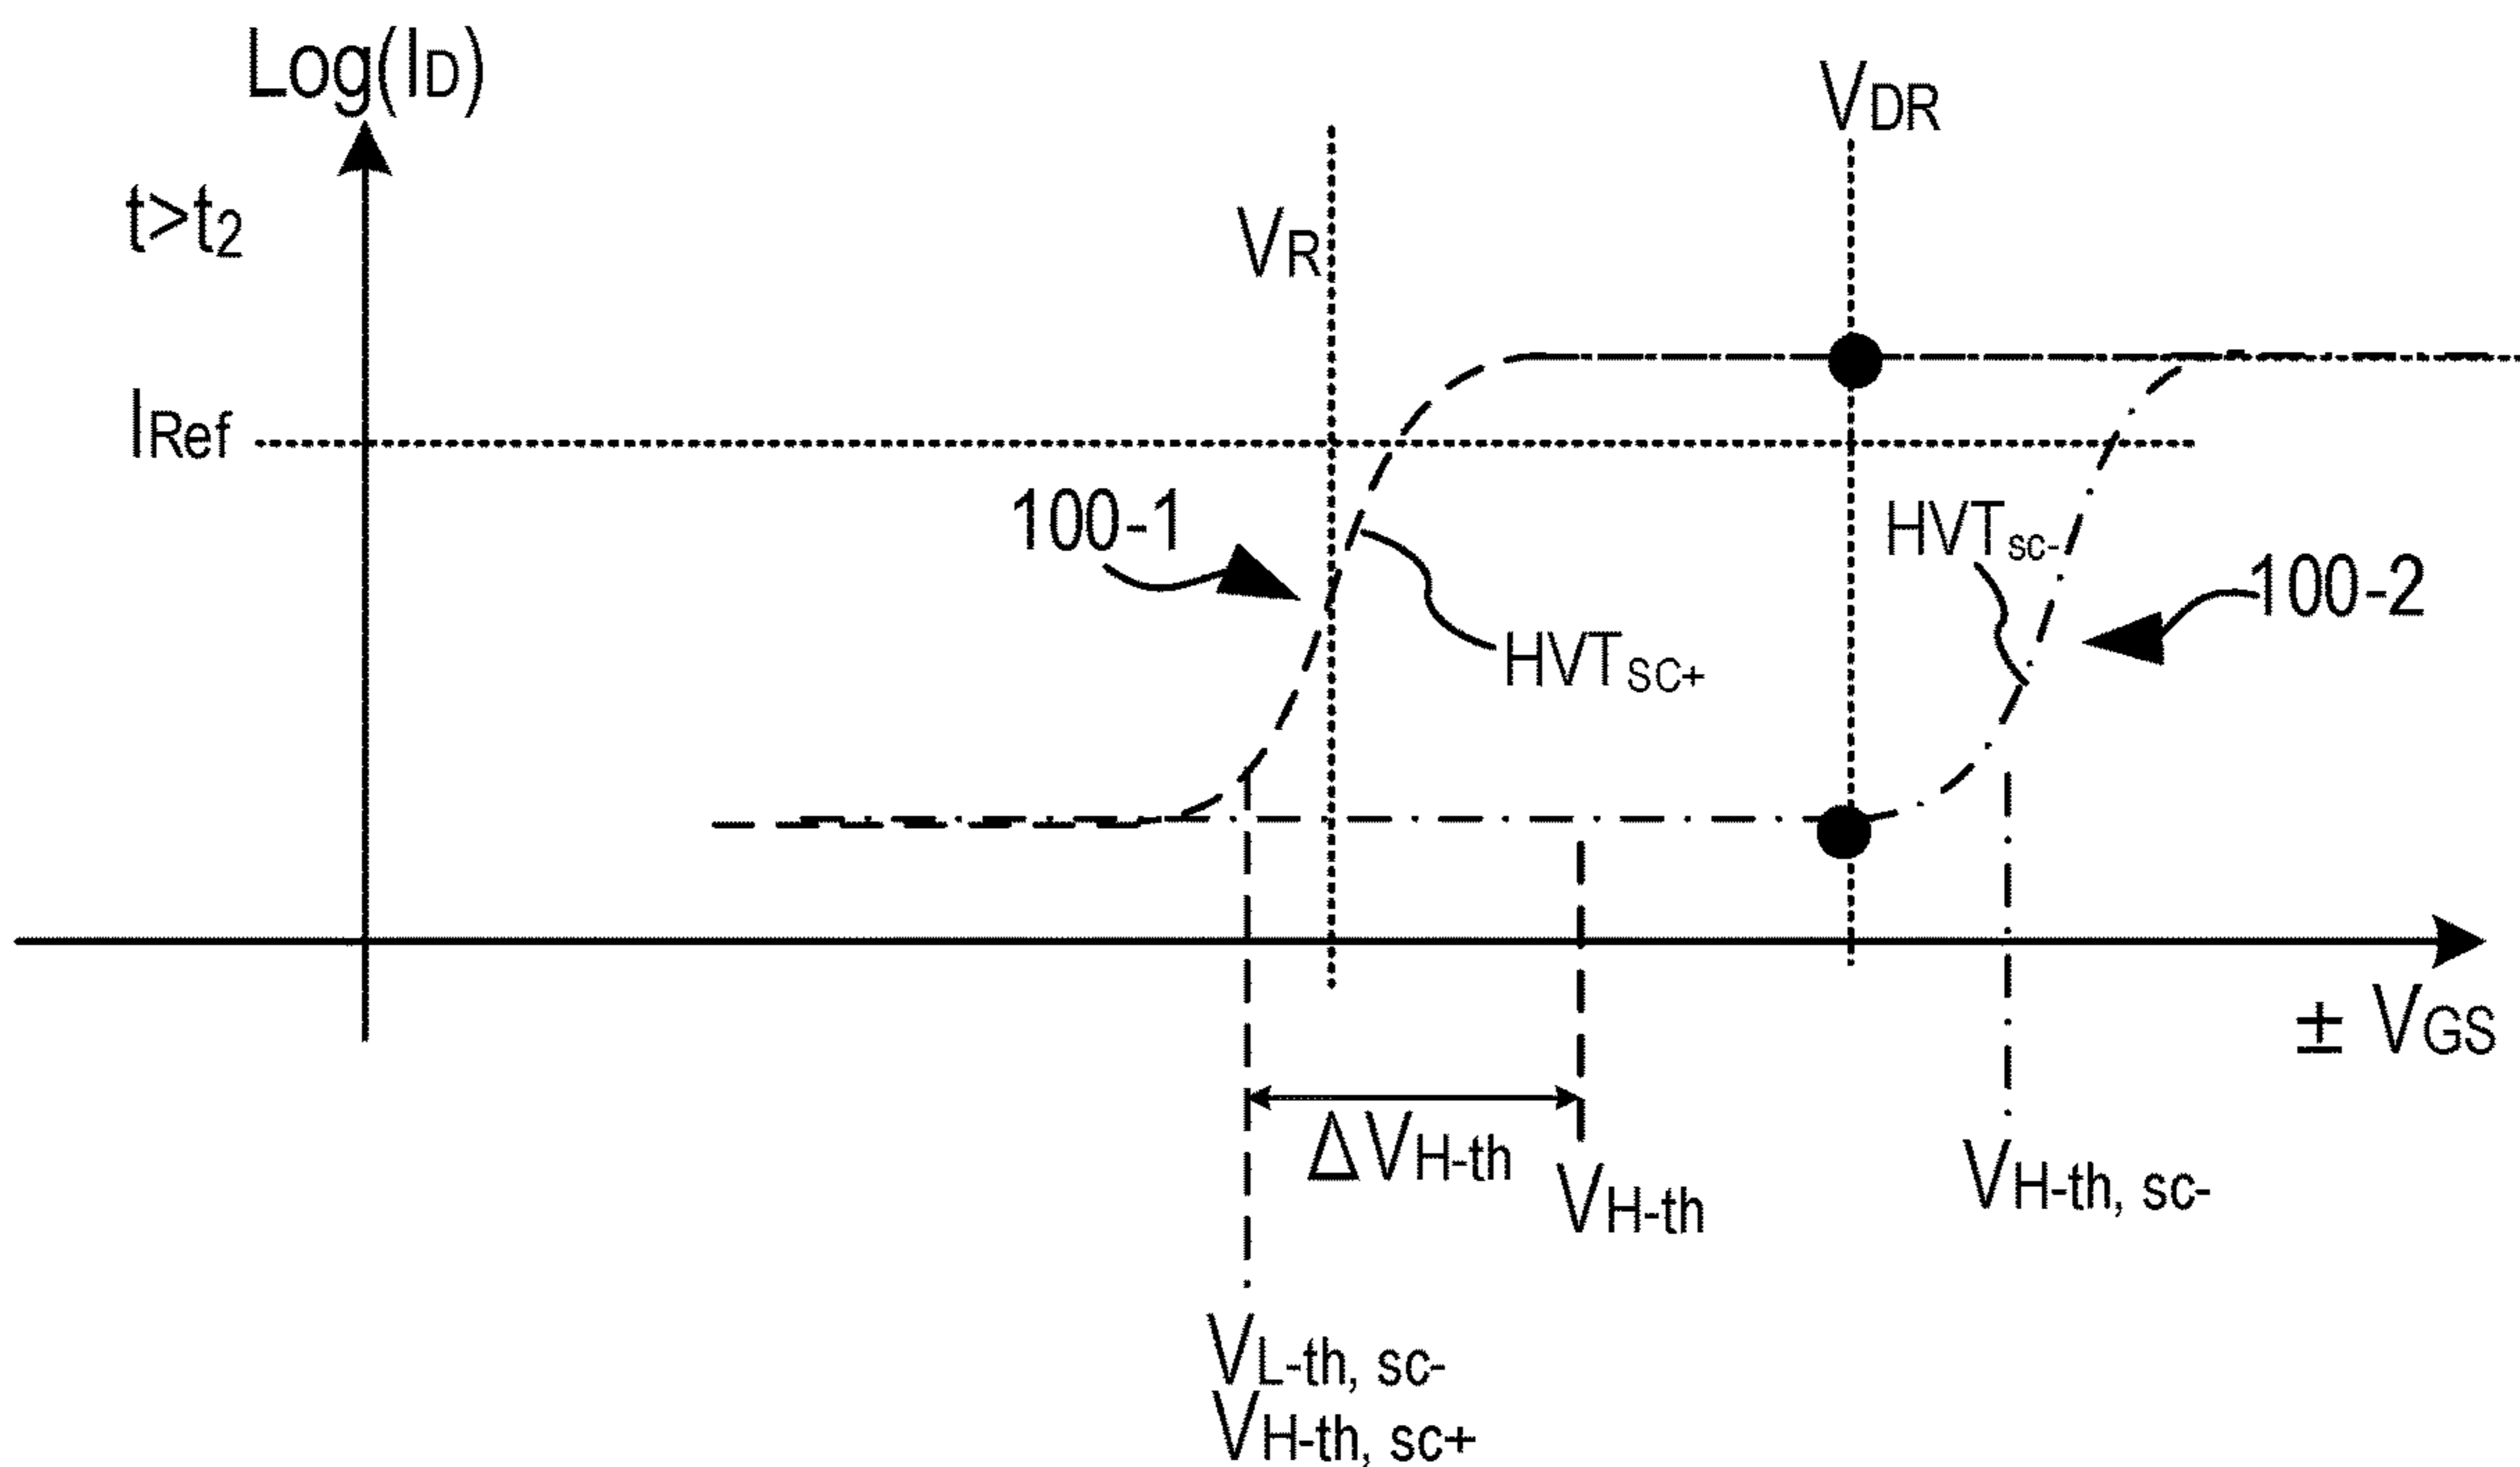 Log(ID)
VDR
t>t2
VR
IRef
100-1
HVTsc-
100-2
HVTSC+
± VGS
ΔVH-th
VH-th
VH-th, sc-
VL-th, sc-
VH-th, sc+